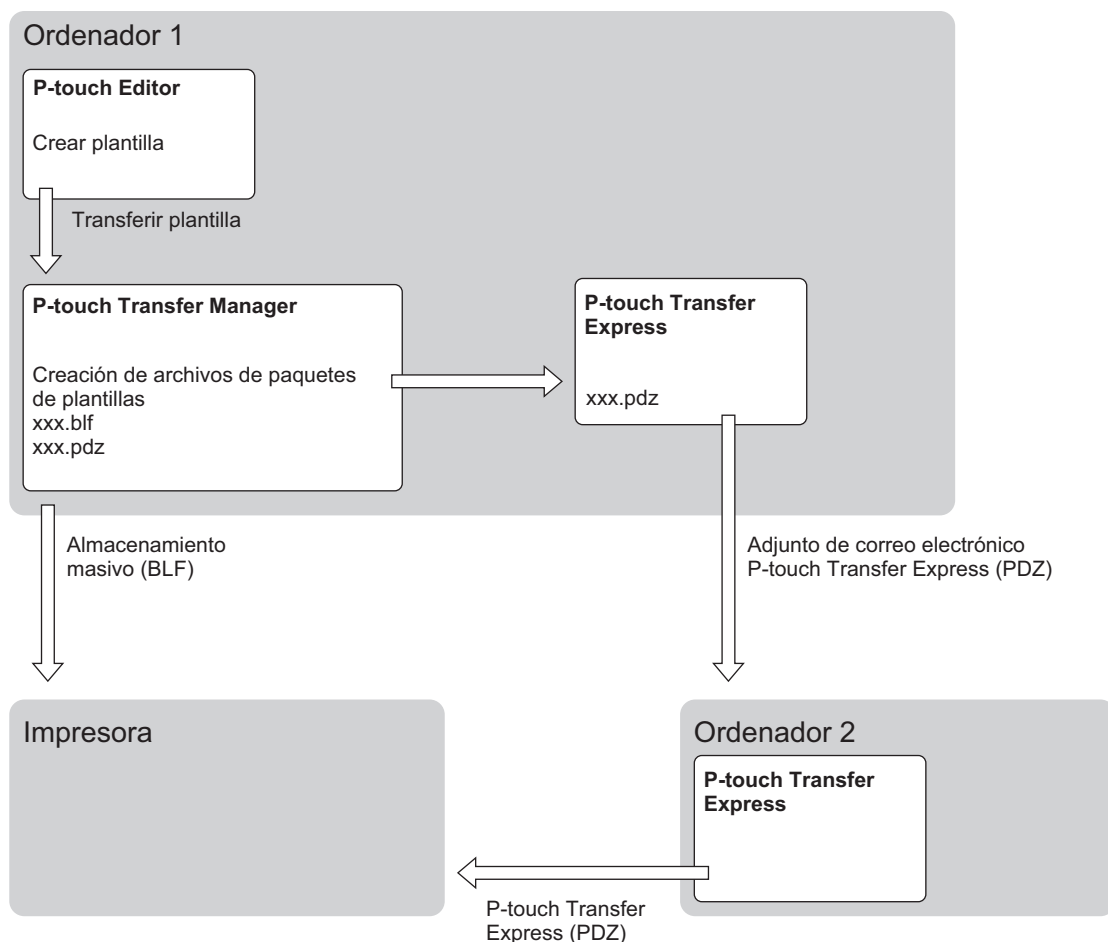 Ordenador 1
P-touch Editor
Crear plantilla
Transferir plantilla
P-touch Transfer Manager
Creación de archivos de paquetes
de plantillas
xxx.blf
xxx.pdz
P-touch Transfer
Express
xxx.pdz
Almacenamiento
masivo (BLF)
Adjunto de correo electrónico
P-touch Transfer Express (PDZ)
Impresora
Ordenador 2
P-touch Transfer
Express
P-touch Transfer
Express (PDZ)